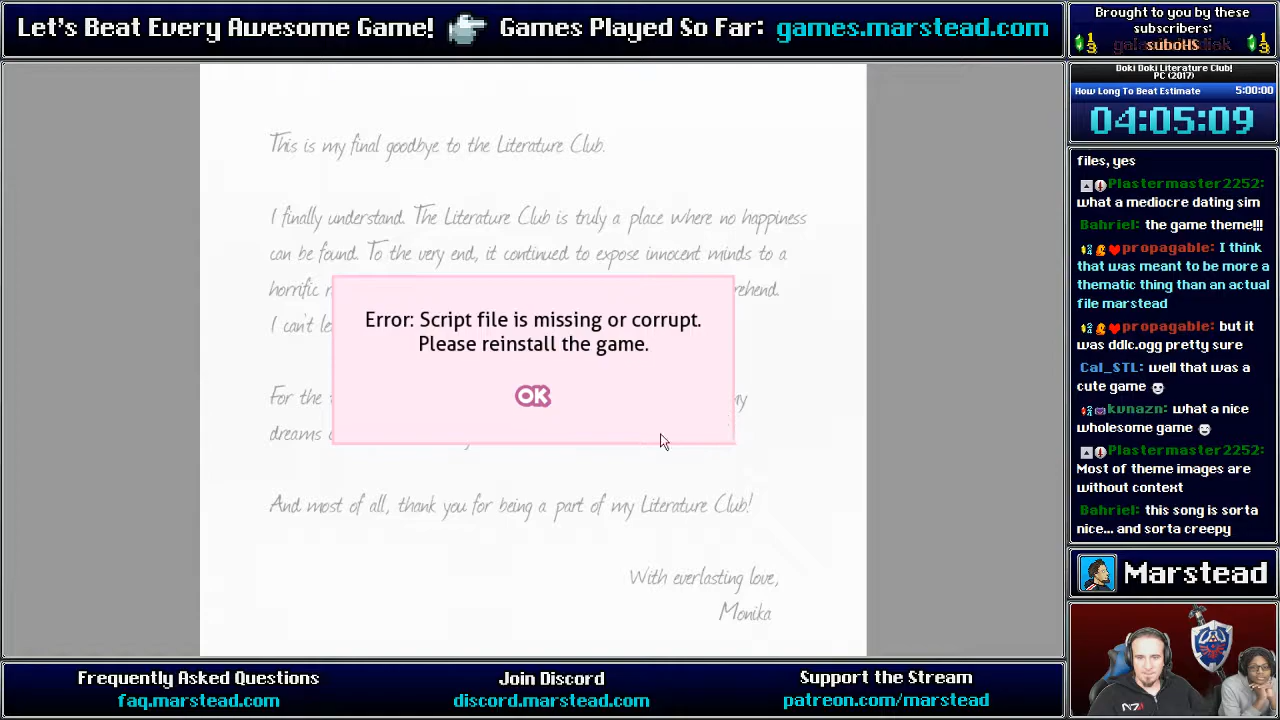 Let's Beat Every Awesome Game!
Games Played So Far: games.marstead.com
Brought to you by these
subscribers:
suboHS
Doki Doki Literature Club!
PC (2017)
How Long To Beat Estimate 5:00:00
04:05:09
files, yes
Plastermaster2252:
what a mediocre dating sim
Bahriel: the game theme!!!
propagable: I think
that was meant to be more a
thematic thing than an actual
file marstead
propagable: but it
was ddlc.ogg pretty sure
Cal_STL: well that was a
cute game
kvnazn: what a nice
wholesome game
Plastermaster2252:
Most of theme images are
without context
Bahriel: this song is sorta
nice... and sorta creepy
Marstead
This is my final goodbye to the Literature Club.
I finally understand. The Literature Club is truly a place where no happiness
can be found. To the very end, it continued to expose innocent minds to a
horrific
I can't
For the
dreams
And most of all, thank you for being a part of my Literature Club!
With everlasting love,
Monika
Error: Script file is missing or corrupt.
Please reinstall the game.
OK
Frequently Asked Questions
faq.marstead.com
Join Discord
discord.marstead.com
Support the Stream
patreon.com/marstead